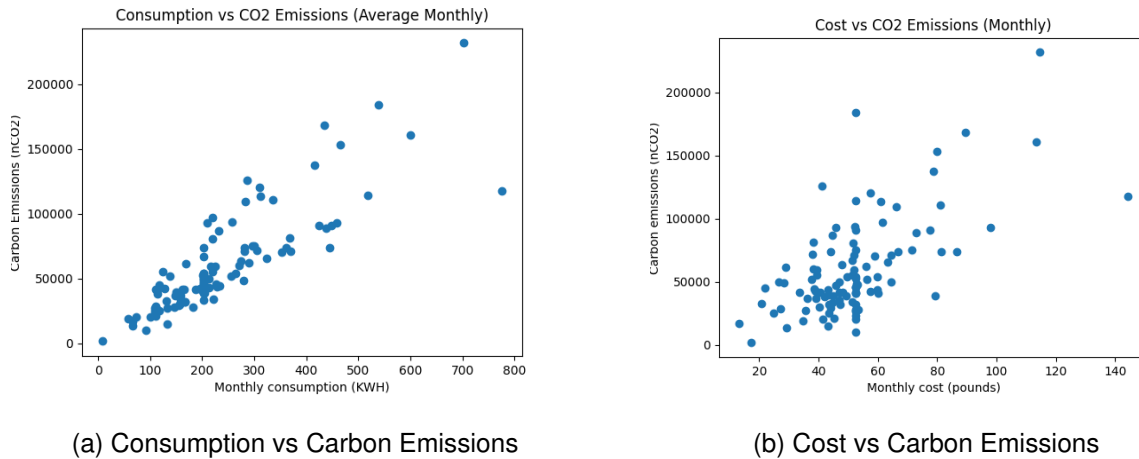 Consumption vs CO2 Emissions (Average Monthly)
Carbon Emissions (nCO2)
200000
150000
100000
50000
0
0 100 200 300 400 500 600 700 800
Monthly consumption (KWH)
(a) Consumption vs Carbon Emissions
Cost vs CO2 Emissions (Monthly)
Carbon emissions (nCO2)
200000
150000
100000
50000
0
20 40 60 80 100 120 140
Monthly cost (pounds)
(b) Cost vs Carbon Emissions